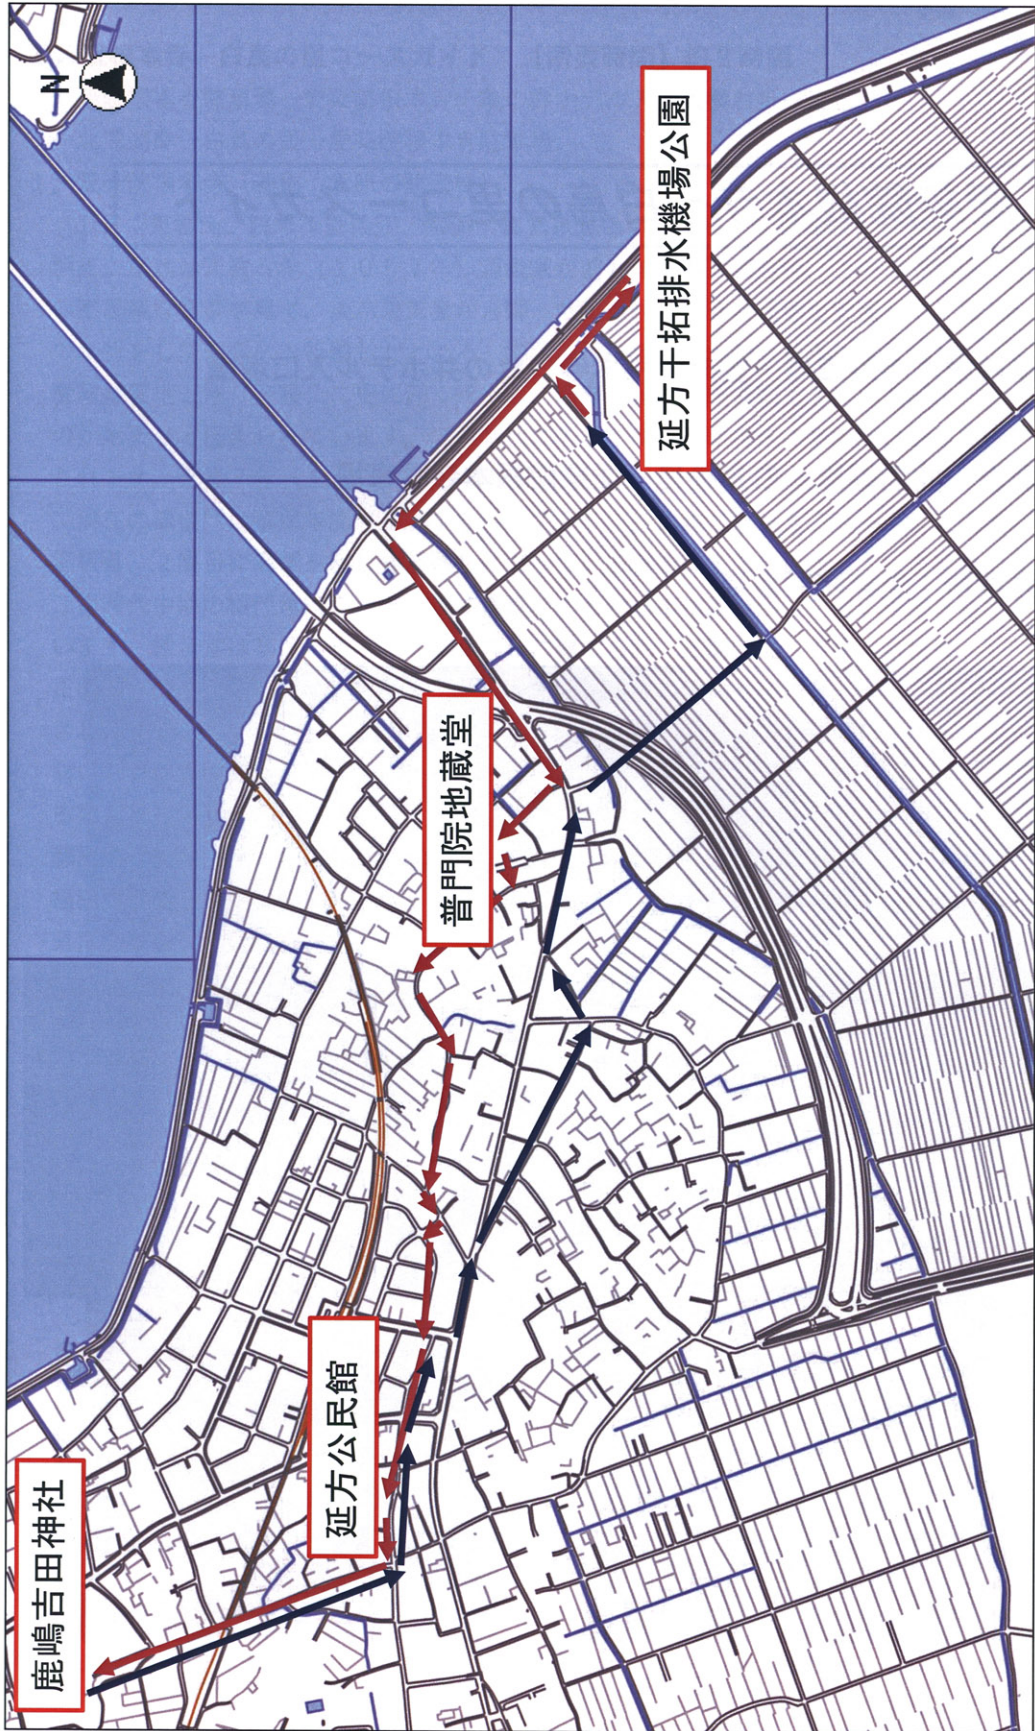 N
鹿嶋吉田神社
延方公民館
普門院地蔵堂
延方干拓排水機場公園